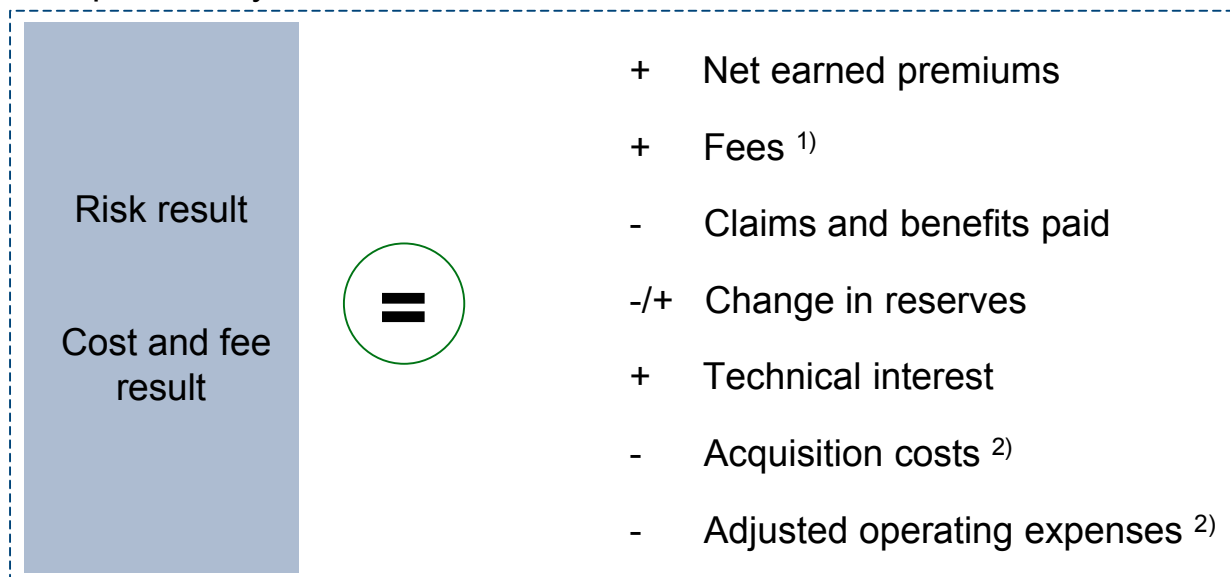 Risk result
Cost and fee
result
=
+ Net earned premiums
+ Fees 1)
- Claims and benefits paid
-/+ Change in reserves
+ Technical interest
- Acquisition costs 2)
- Adjusted operating expenses 2)